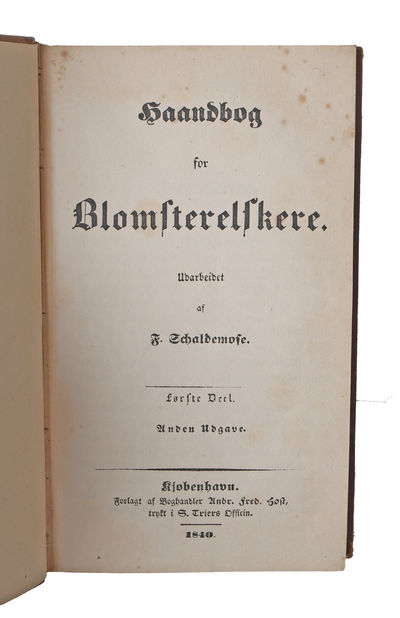 Haandbog
for
Blomsterelskere.
Udarbeidet
af
F. Schaldemose.
Første Deel.
Anden Udgave.
Kjøbenhavn.
Forlagt af Boghandler Andr. Fred. Høst,
trykt i S. Triers Officin.
1840.